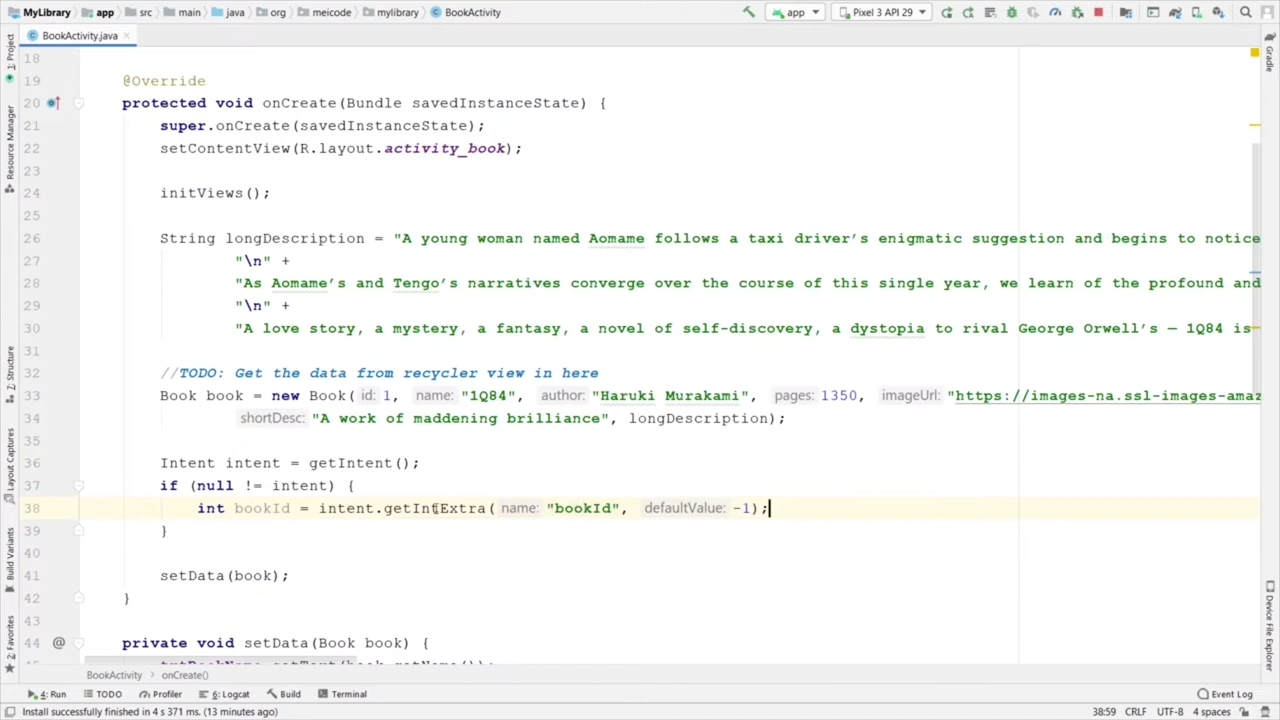 MyLibrary app src main java org meicode mylibrary BookActivity app Pixel 3 API 29
BookActivity.java
1: Project
Resource Manager
2: Structure
Layout Captures
Build Variants
2: Favorites
Gradle
Device File Explorer
18
19 @Override
20 protected void onCreate(Bundle savedInstanceState) {
21 super.onCreate(savedInstanceState);
22 setContentView(R.layout.activity_book);
23
24 initViews();
25
26 String longDescription = "A young woman named Aomame follows a taxi driver's enigmatic suggestion and begins to notice
27 "\n" +
28 "As Aomame's and Tengo's narratives converge over the course of this single year, we learn of the profound and
29 "\n" +
30 "A love story, a mystery, a fantasy, a novel of self-discovery, a dystopia to rival George Orwell's — 1Q84 is
31
32 //TODO: Get the data from recycler view in here
33 Book book = new Book( id: 1, name: "1Q84", author: "Haruki Murakami", pages: 1350, imageUrl: "https://images-na.ssl-images-amaz
34 shortDesc: "A work of maddening brilliance", longDescription);
35
36 Intent intent = getIntent();
37 if (null != intent) {
38 int bookId = intent.getIntExtra( name: "bookId", defaultValue: -1);
39 }
40
41 setData(book);
42 }
43
44 @ private void setData(Book book) {
45 txtBookName.setText(book.getName());
BookActivity onCreate()
4: Run TODO Profiler 6: Logcat Build Terminal Event Log
Install successfully finished in 4 s 371 ms. (13 minutes ago) 38:59 CRLF UTF-8 4 spaces